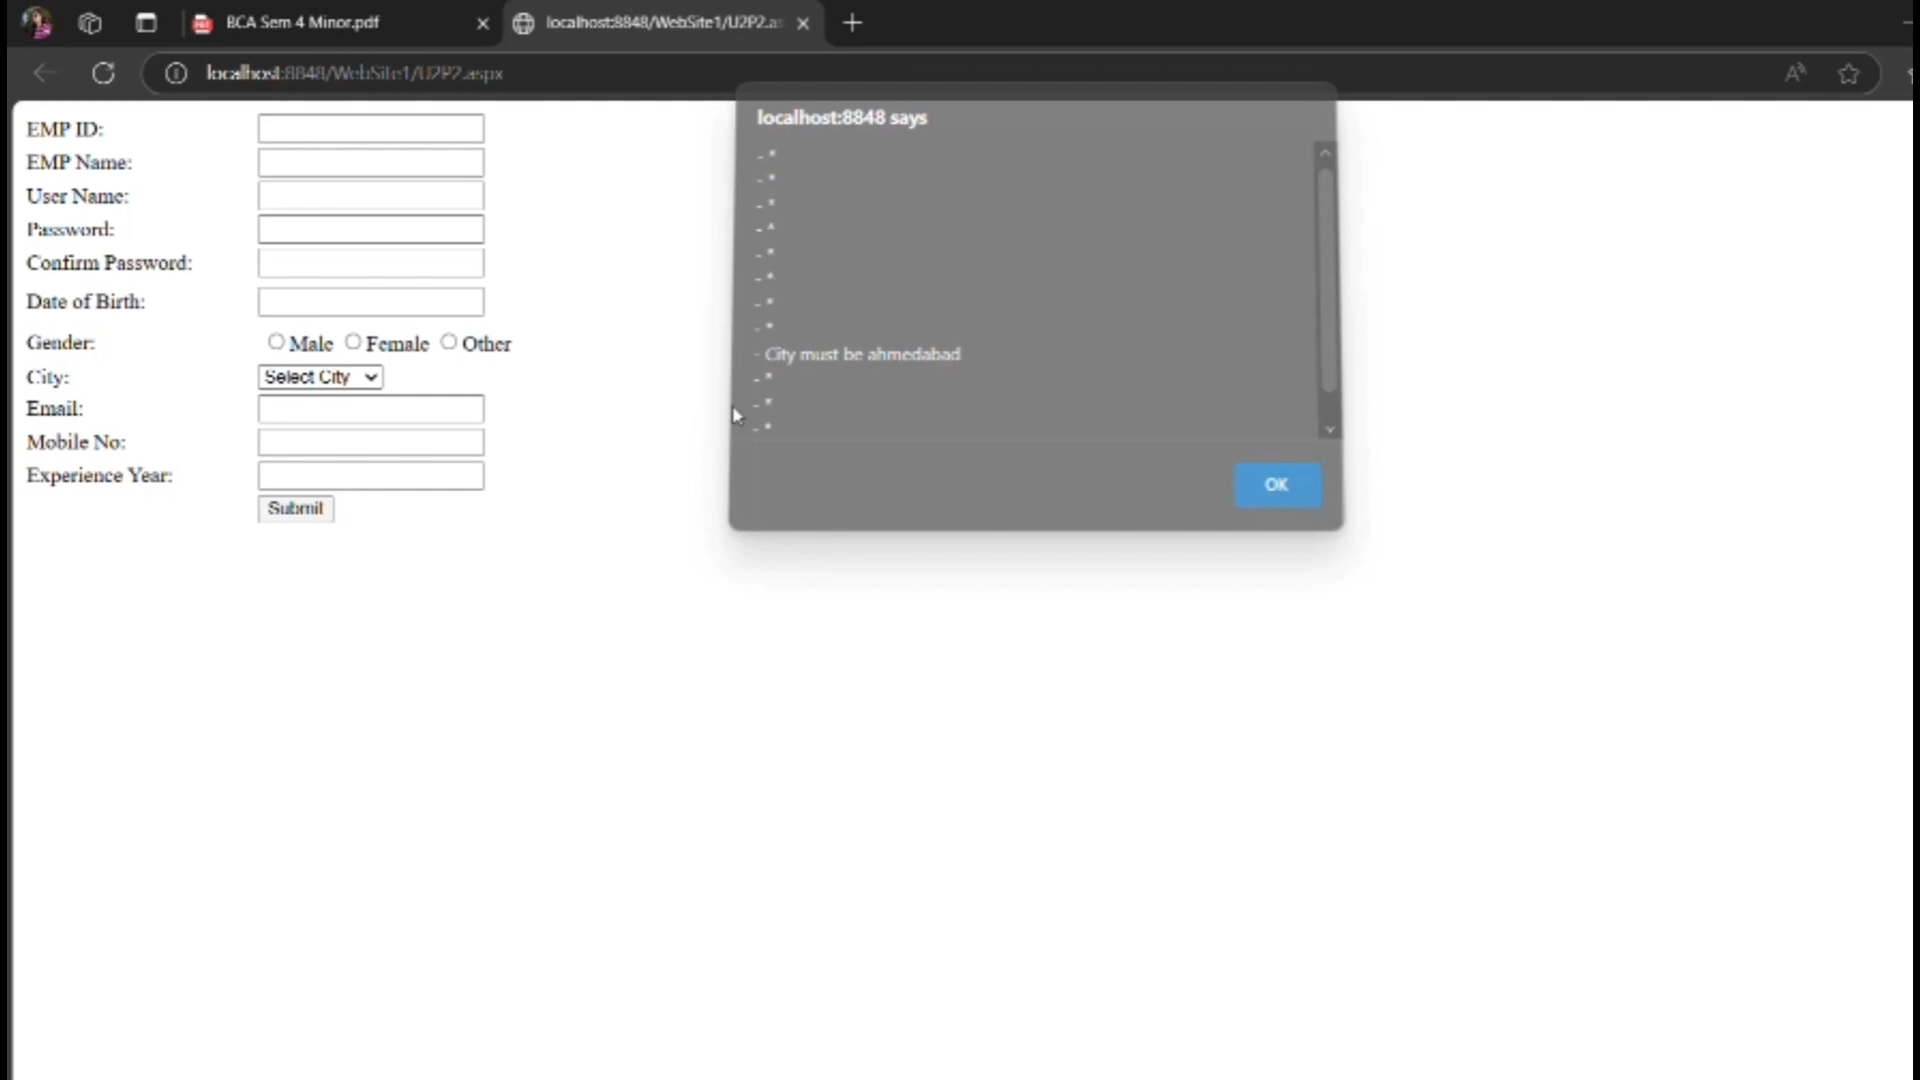 BCA Sem 4 Minor.pdf
localhost:8848/WebSite1/U2P2.as
localhost:8848/WebSite1/U2P2.aspx
localhost:8848 says
EMP ID:
EMP Name:
User Name:
Password:
Confirm Password:
Date of Birth:
Gender: Male Female Other
City: Select City
Email:
Mobile No:
Experience Year:
Submit
- *
- *
- *
- *
- *
- *
- *
- *
- City must be ahmedabad
- *
- *
- *
OK